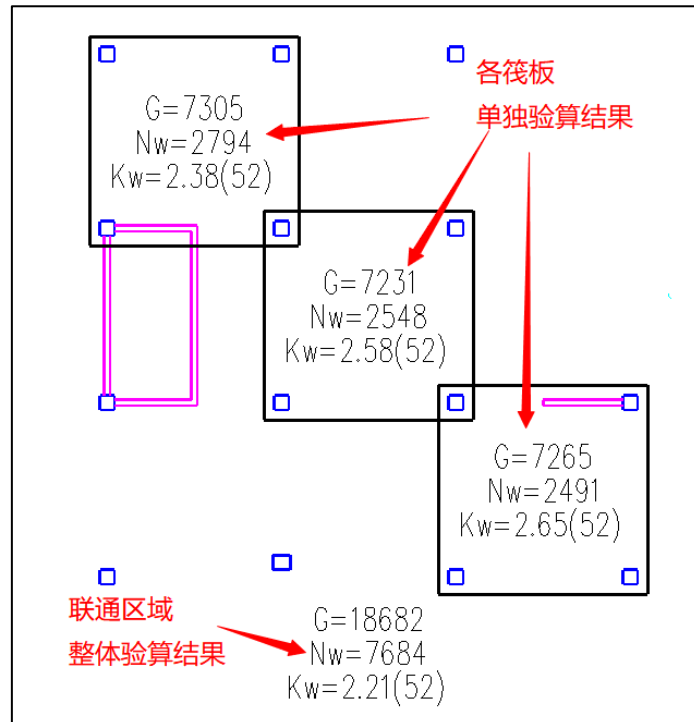 各筏板
单独验算结果
G=7305
Nw=2794
Kw=2.38(52)
G=7231
Nw=2548
Kw=2.58(52)
G=7265
Nw=2491
Kw=2.65(52)
联通区域
整体验算结果
G=18682
Nw=7684
Kw=2.21(52)